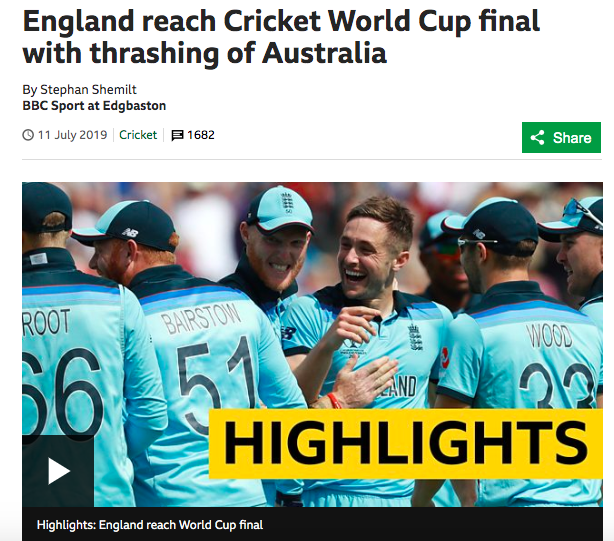 England reach Cricket World Cup final
with thrashing of Australia
By Stephan Shemilt
BBC Sport at Edgbaston
11 July 2019 Cricket 1682
Share
ROOT
66
BAIRSTOW
51
LAND
WOOD
33
NB
HIGHLIGHTS
Highlights: England reach World Cup final